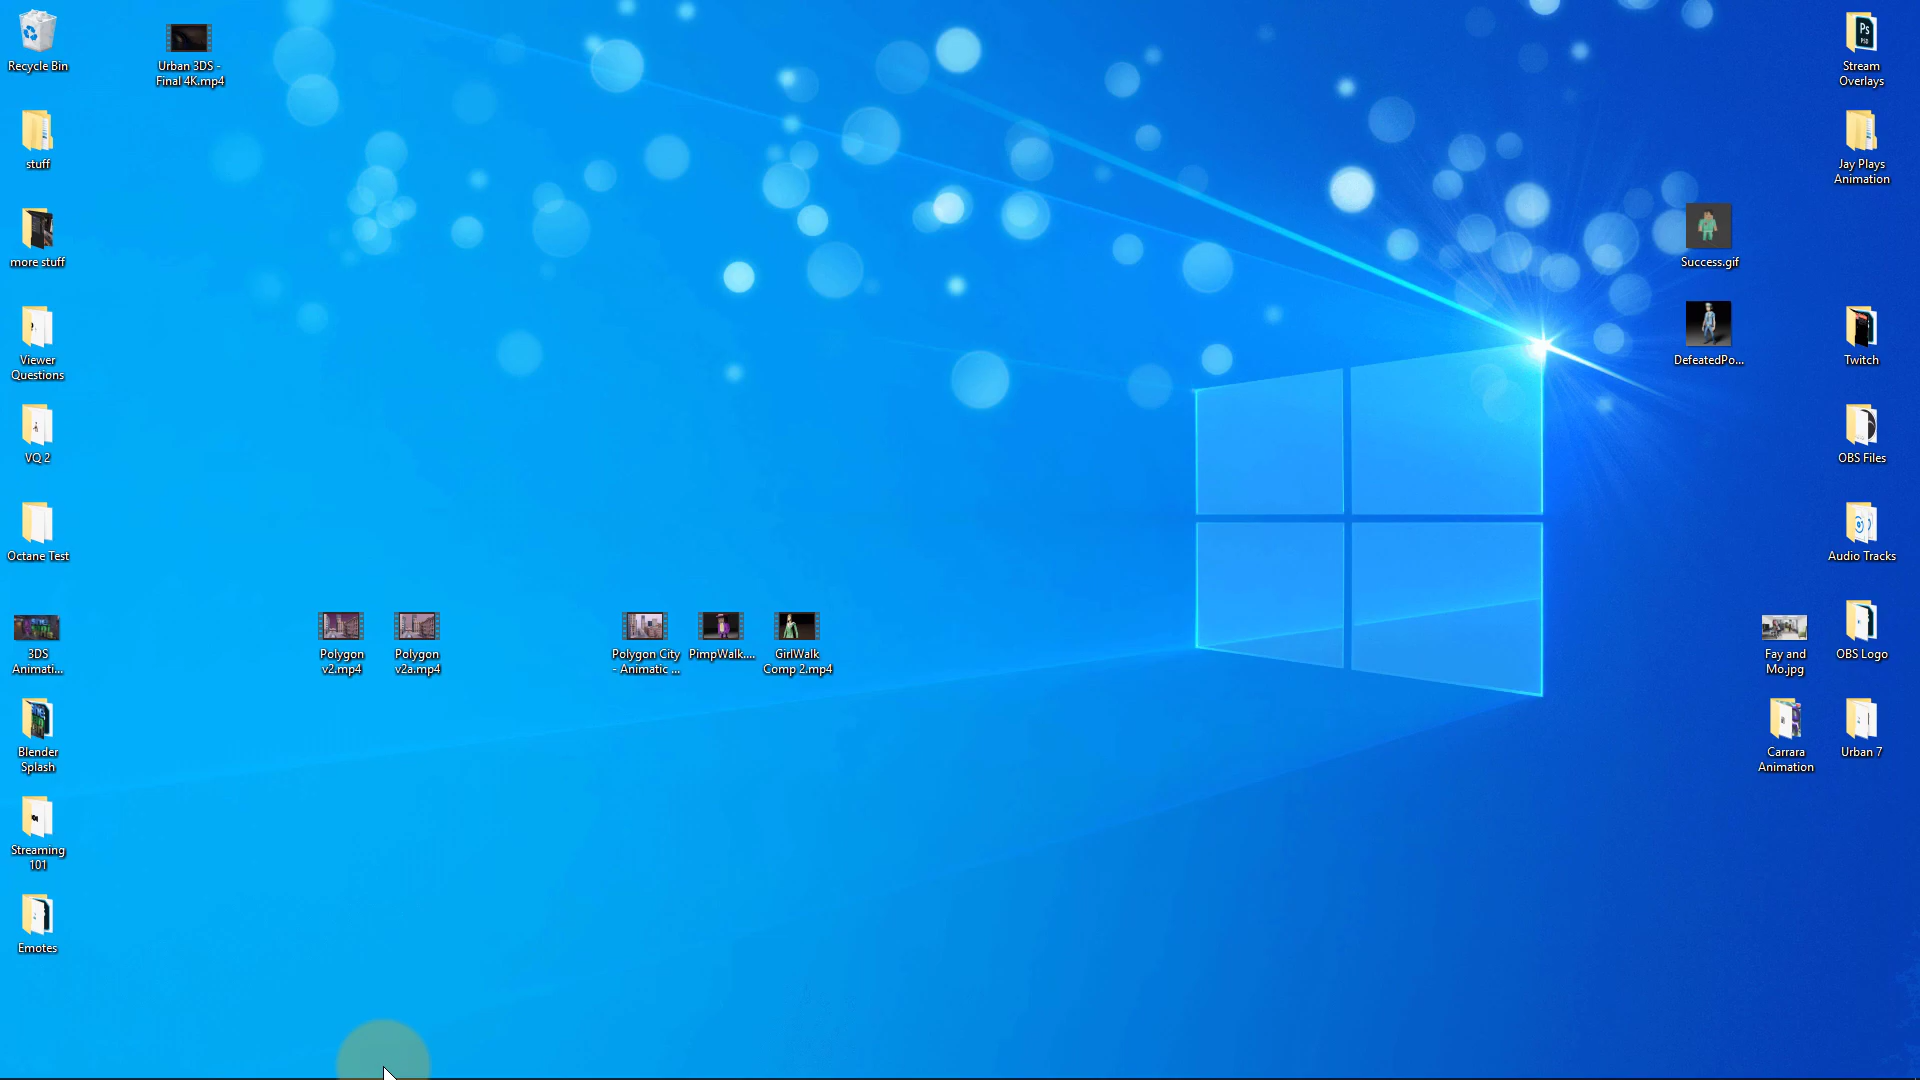 Recycle Bin
Urban 3DS -
Final 4K.mp4
Stream
Overlays
stuff
Jay Plays
Animation
more stuff
Success.gif
Viewer
Questions
DefeatedPo...
Twitch
VQ 2
OBS Files
Octane Test
Audio Tracks
3DS
Animati...
Polygon
v2.mp4
Polygon
v2a.mp4
Polygon City
- Animatic ...
PimpWalk....
GirlWalk
Comp 2.mp4
Fay and
Mo.jpg
OBS Logo
Blender
Splash
Carrara
Animation
Urban 7
Streaming
101
Emotes